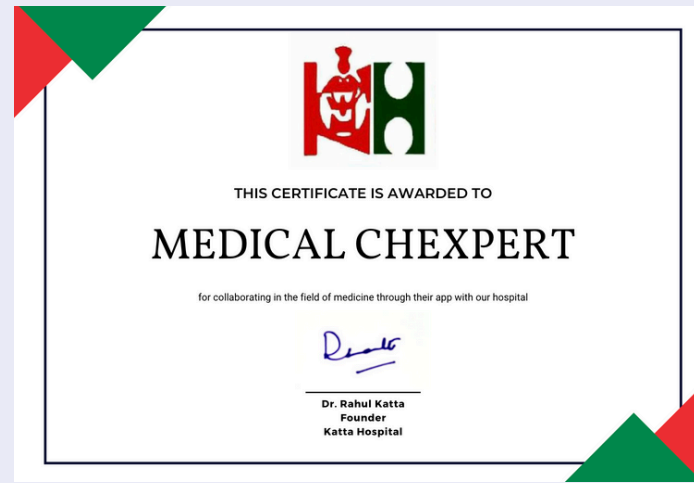 THIS CERTIFICATE IS AWARDED TO
MEDICAL CHEXPERT
for collaborating in the field of medicine through their app with our hospital
Dr. Rahul Katta
Founder
Katta Hospital